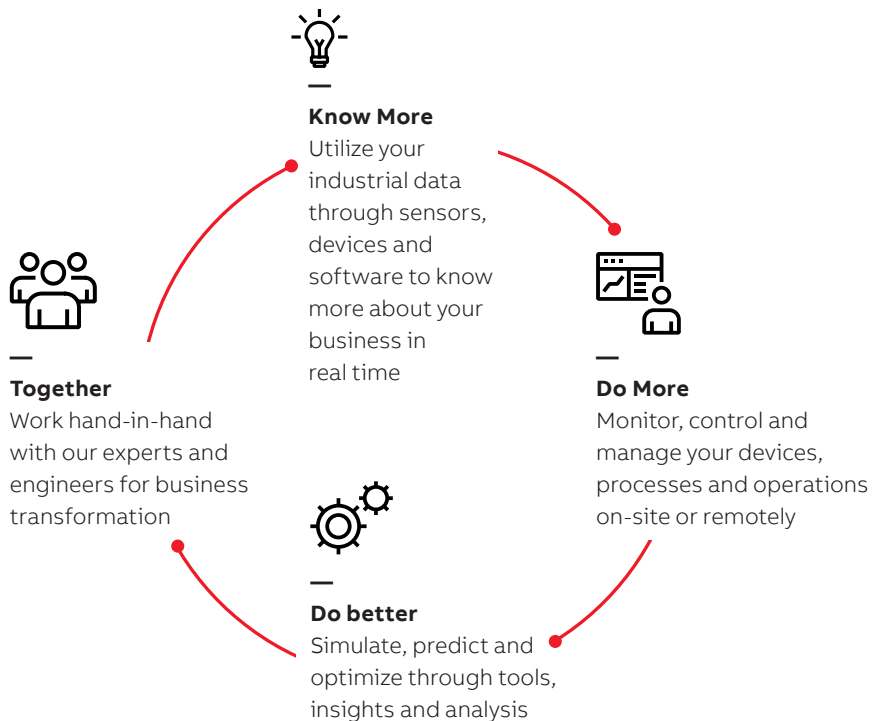 Know More
Utilize your
industrial data
through sensors,
devices and
software to know
more about your
business in
real time
Do More
Monitor, control and
manage your devices,
processes and operations
on-site or remotely
Do better
Simulate, predict and
optimize through tools,
insights and analysis
Together
Work hand-in-hand
with our experts and
engineers for business
transformation